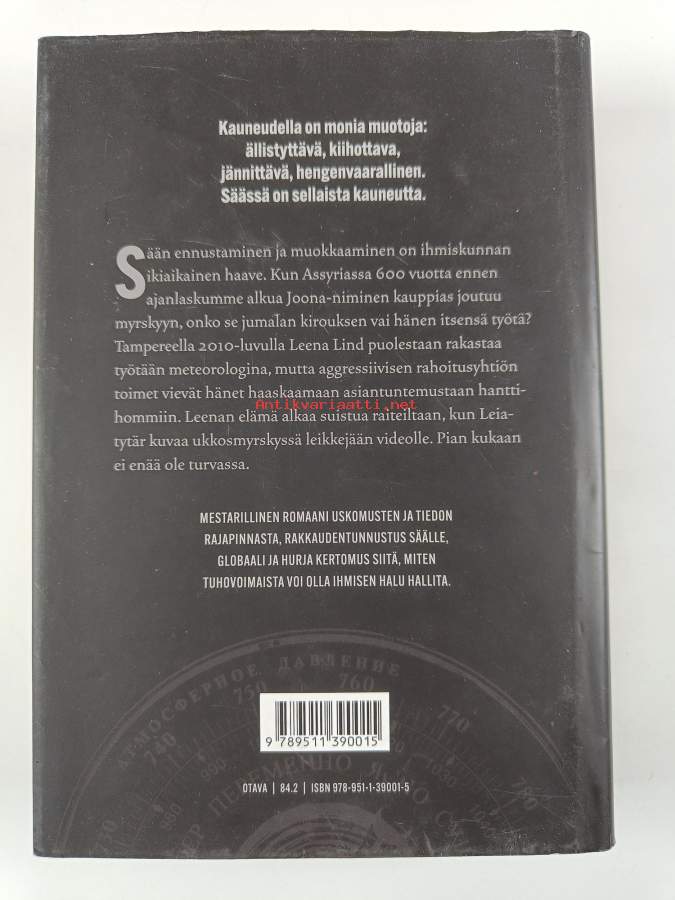 Kauneudella on monia muotoja:
ällistyttävä, kiihottava,
jännittävä, hengenvaarallinen.
Säässä on sellaista kauneutta.
Sään ennustaminen ja muokkaaminen on ihmiskunnan
ikiaikainen haave. Kun Assyriassa 600 vuotta ennen
ajanlaskumme alkua Joona-niminen kauppias joutuu
myrskyyn, onko se jumalan kirouksen vai hänen itsensä työtä?
Tampereella 2010-luvulla Leena Lind puolestaan rakastaa
työtään meteorologina, mutta aggressiivisen rahoitusyhtiön
toimet vievät hänet haaskaamaan asiantuntemustaan hantti-
Antikvariaatti.net
hommiin. Leenan elämä alkaa suistua raiteiltaan, kun Leia-
tytär kuvaa ukkosmyrskyssä leikkejään videolle. Pian kukaan
ei enää ole turvassa.
MESTARILLINEN ROMAANI USKOMUSTEN JA TIEDON
RAJAPINNASTA, RAKKAUDENTUNNUSTUS SÄÄLLE,
GLOBAALI JA HURJA KERTOMUS SIITÄ, MITEN
TUHOVOIMAISTA VOI OLLA IHMISEN HALU HALLITA.
АТМОСФЕРНОЕ ДАВЛЕНИЕ
740 750 760 770 780
990 1030
ПЕРЕМЕННО
9 789511 390015
OTAVA | 84.2 | ISBN 978-951-1-39001-5